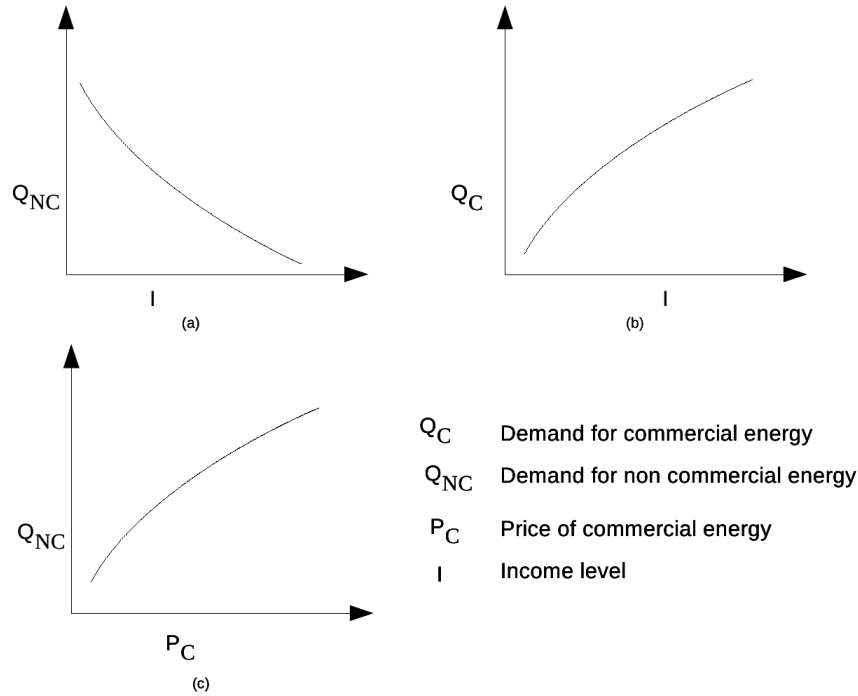 Q_NC
I
(a)
Q_C
I
(b)
Q_NC
P_C
(c)
Q_C Demand for commercial energy
Q_NC Demand for non commercial energy
P_C Price of commercial energy
I Income level